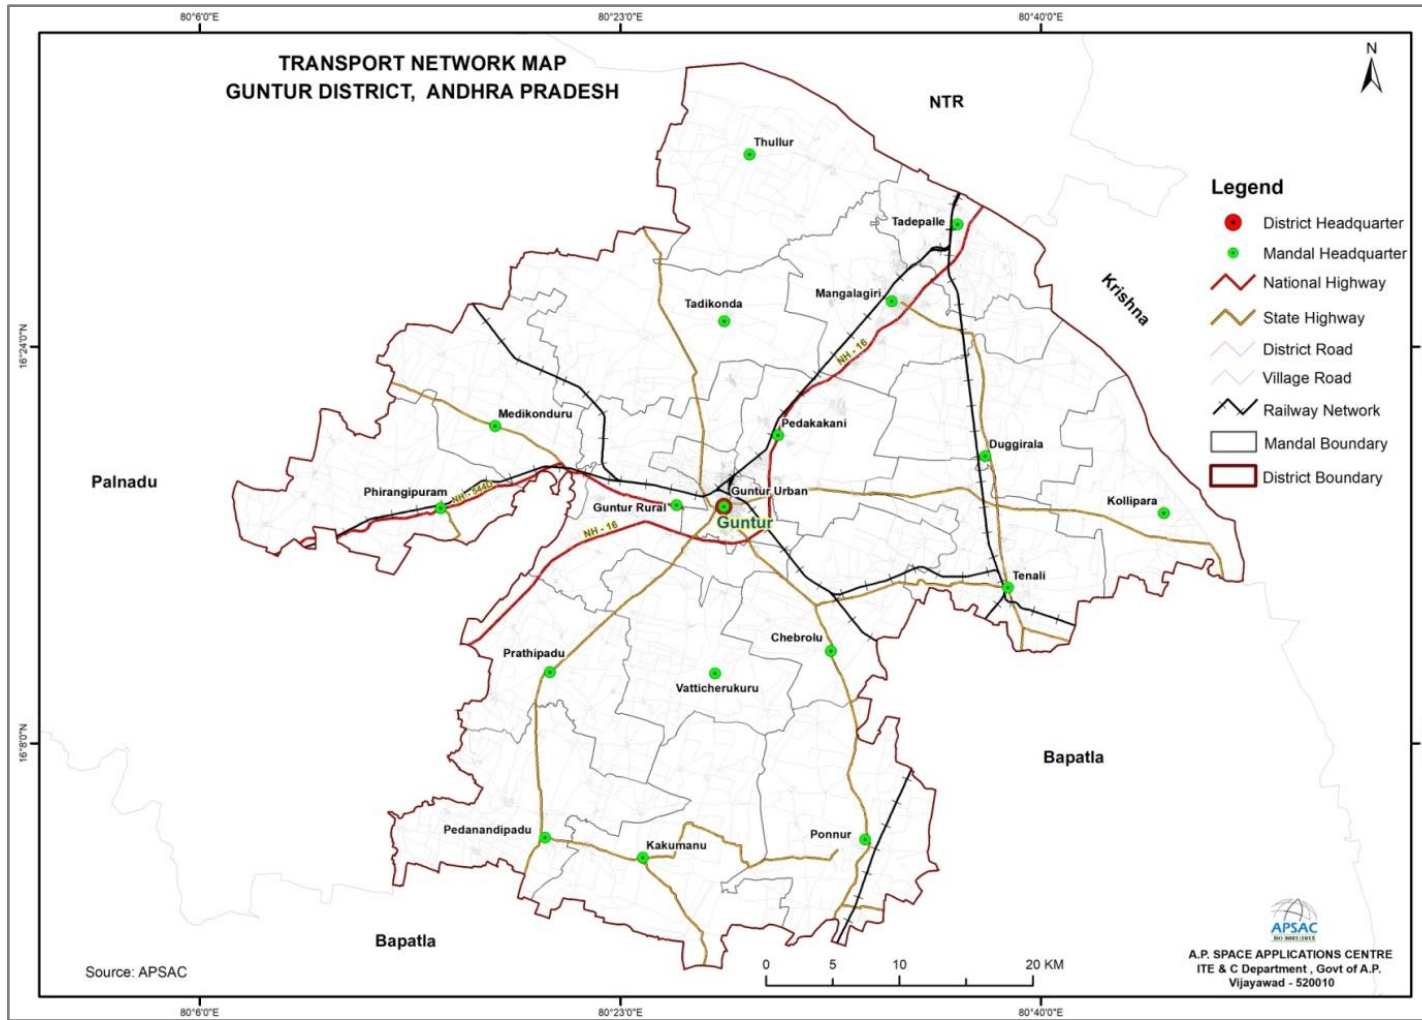 80°6'0"E
80°23'0"E
80°40'0"E
TRANSPORT NETWORK MAP
GUNTUR DISTRICT, ANDHRA PRADESH
N
NTR
Thullur
Legend
District Headquarter
Mandal Headquarter
National Highway
State Highway
District Road
Village Road
Railway Network
Mandal Boundary
District Boundary
Tadepalle
Krishna
Mangalagiri
Tadikonda
16°24'0"N
NH - 16
Medikonduru
Pedakakani
Duggirala
Palnadu
Phirangipuram
NH - 544D
Guntur Urban
Guntur Rural
Guntur
Kollipara
NH - 16
Tenali
Chebrolu
Prathipadu
Vatticherukuru
16°8'0"N
Bapatla
Pedanandipadu
Kakumanu
Ponnur
Bapatla
Source: APSAC
0 5 10 20 KM
APSAC
ISO 9001:2015
A.P. SPACE APPLICATIONS CENTRE
ITE & C Department , Govt of A.P.
Vijayawad - 520010
80°6'0"E
80°23'0"E
80°40'0"E